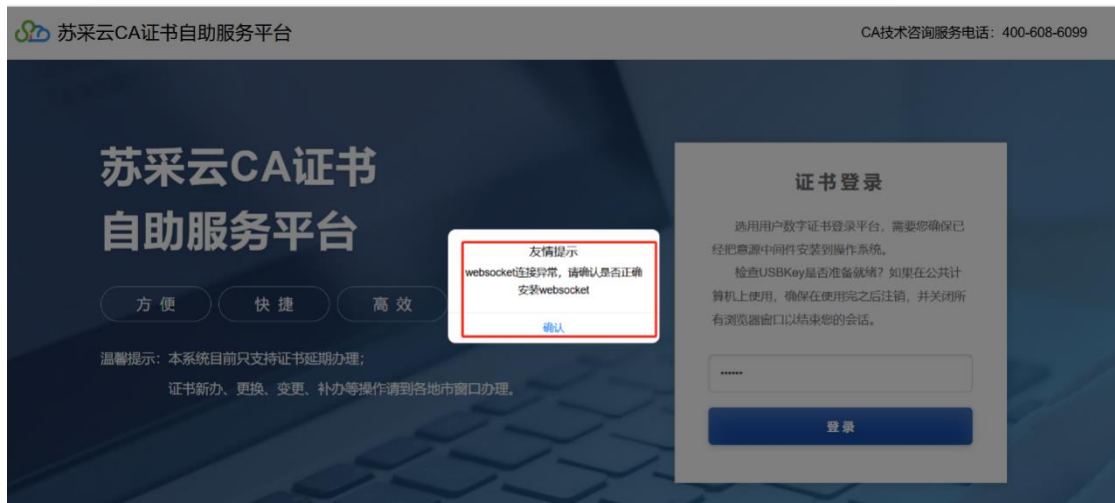 苏采云CA证书自助服务平台
CA技术咨询服务电话：400-608-6099
苏采云CA证书
自助服务平台
方便
快捷
高效
温馨提示：本系统目前只支持证书延期办理；
证书新办、更换、变更、补办等操作请到各地市窗口办理。
友情提示
websocket连接异常，请确认是否正确
安装websocket
确认
证书登录
选用用户数字证书登录平台，需要您确保已
经把意源中间件安装到操作系统。
检查USBKey是否准备就绪？如果在公共计
算机上使用，确保在使用完之后注销，并关闭所
有浏览器窗口以结束您的会话。
••••••
登录